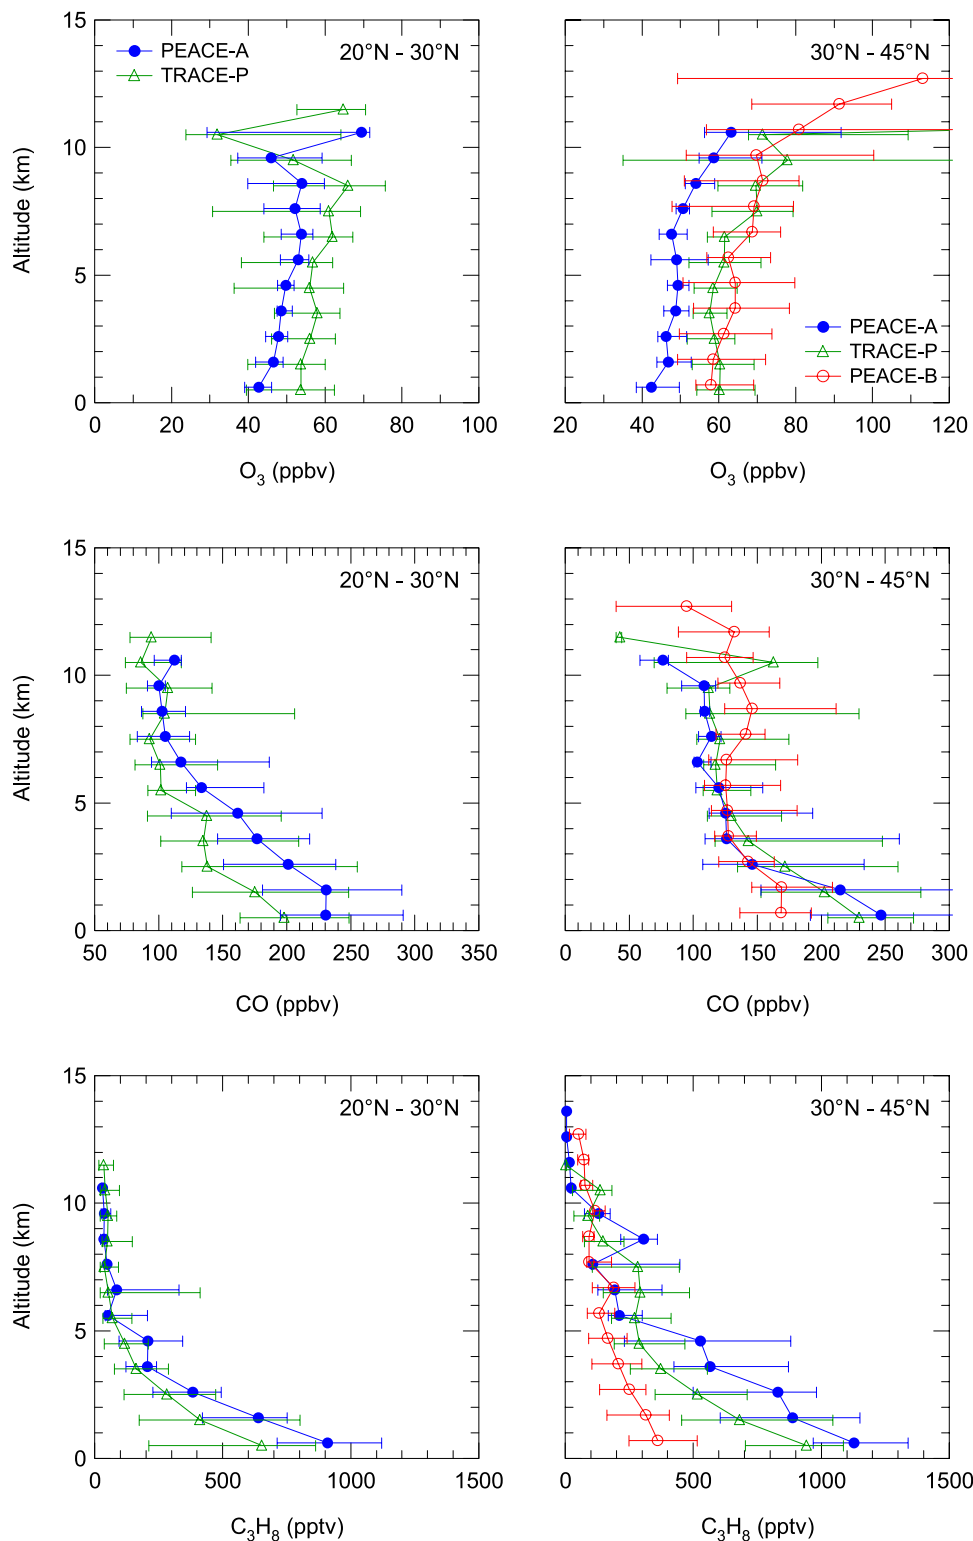 15
10
5
0
Altitude (km)
PEACE-A
TRACE-P
20°N - 30°N
0 20 40 60 80 100
O3 (ppbv)
30°N - 45°N
PEACE-A
TRACE-P
PEACE-B
20 40 60 80 100 120
O3 (ppbv)
15
10
5
0
Altitude (km)
20°N - 30°N
50 100 150 200 250 300 350
CO (ppbv)
30°N - 45°N
0 50 100 150 200 250 300
CO (ppbv)
15
10
5
0
Altitude (km)
20°N - 30°N
0 500 1000 1500
C3H8 (pptv)
30°N - 45°N
0 500 1000 1500
C3H8 (pptv)